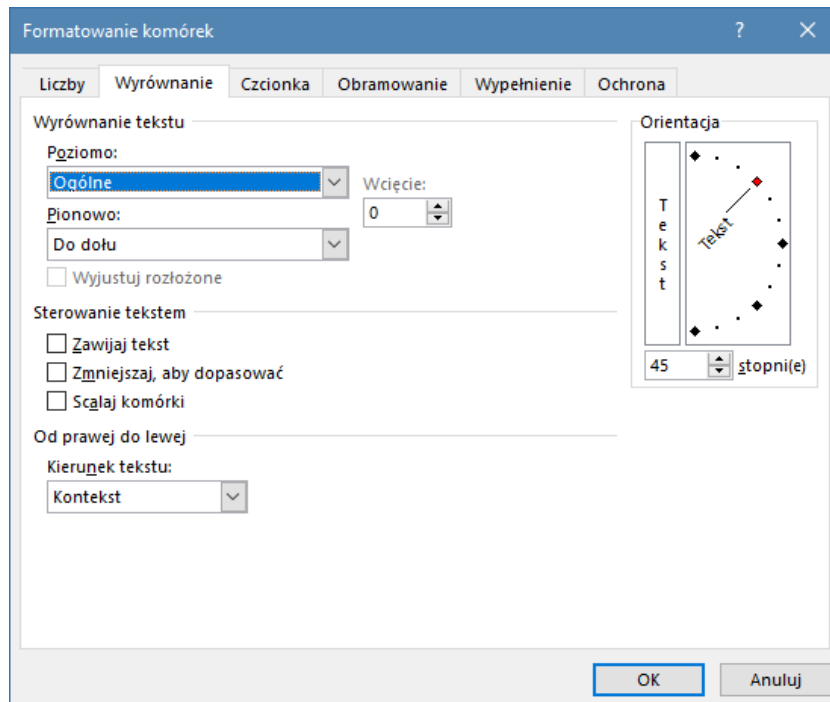 Formatowanie komórek
Liczby Wyrównanie Czcionka Obramowanie Wypełnienie Ochrona
Wyrównanie tekstu
Poziomo:
Ogólne
Wcięcie:
0
Pionowo:
Do dołu
Wyjustuj rozłożone
Sterowanie tekstem
Zawijaj tekst
Zmniejszaj, aby dopasować
Scalaj komórki
Od prawej do lewej
Kierunek tekstu:
Kontekst
Orientacja
Tekst
Tekst
45 stopni(e)
OK Anuluj